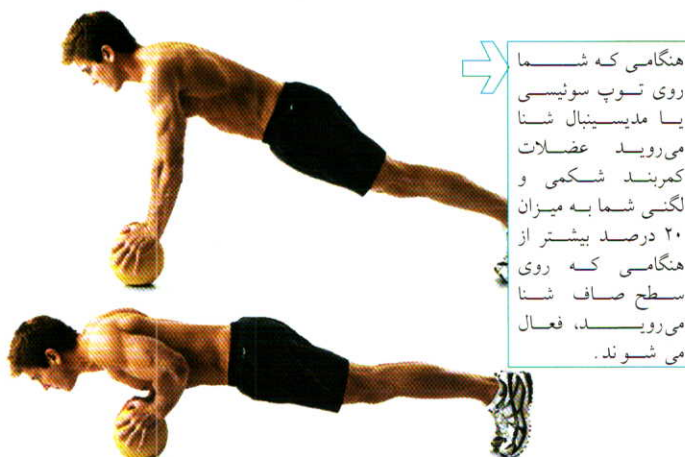 هنگامی که شما
روی توپ سوئیسی
یا مدیسینبال شنا
می‌روید عضلات
کمربند شکمی و
لگنی شما به میزان
۲۰ درصد بیشتر از
هنگامی که روی
سطح صاف شنا
می‌روید، فعال
می شوند.